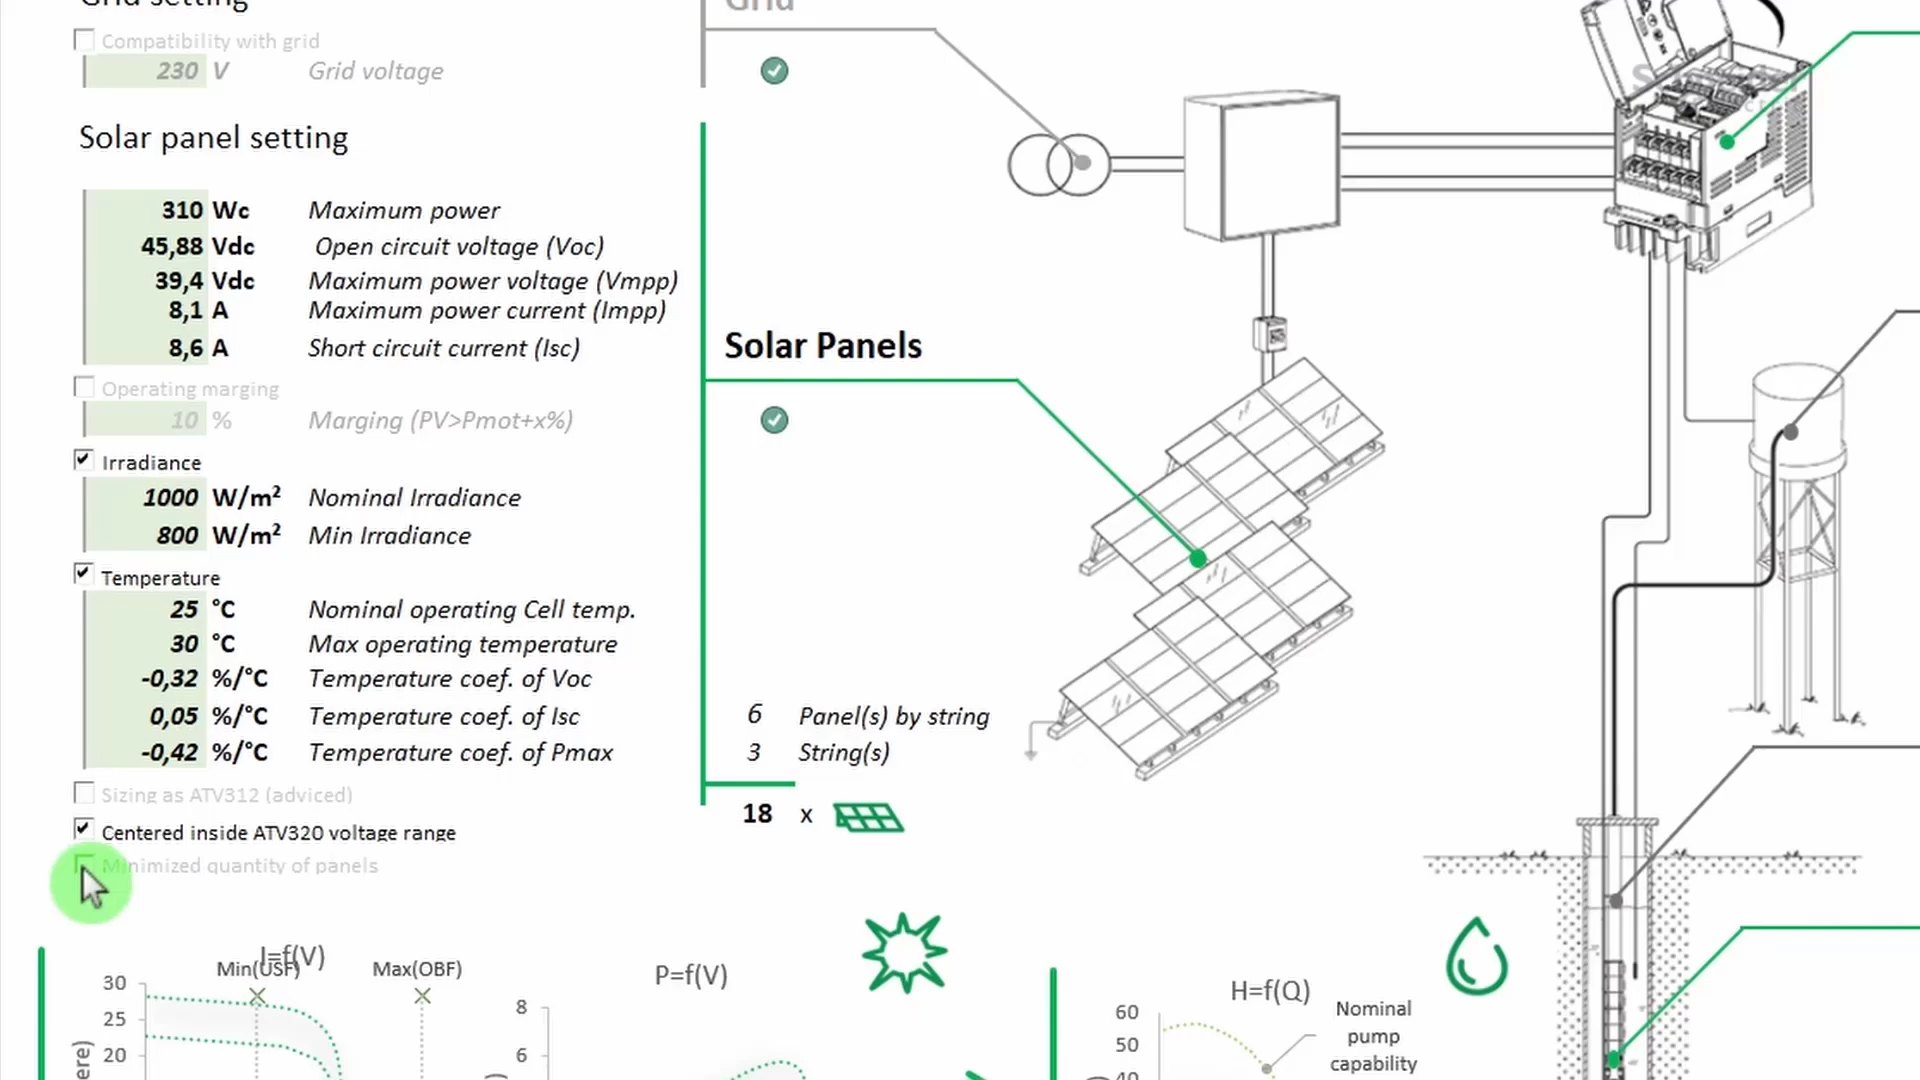 Grid setting
Compatibility with grid
230 V Grid voltage
Solar panel setting
310 Wc Maximum power
45,88 Vdc Open circuit voltage (Voc)
39,4 Vdc Maximum power voltage (Vmpp)
8,1 A Maximum power current (Impp)
8,6 A Short circuit current (Isc)
Operating marging
10 % Marging (PV>Pmot+x%)
Irradiance
1000 W/m² Nominal Irradiance
800 W/m² Min Irradiance
Temperature
25 °C Nominal operating Cell temp.
30 °C Max operating temperature
-0,32 %/°C Temperature coef. of Voc
0,05 %/°C Temperature coef. of Isc
-0,42 %/°C Temperature coef. of Pmax
Sizing as ATV312 (adviced)
Centered inside ATV320 voltage range
Minimized quantity of panels
Grid
Solar Panels
6 Panel(s) by string
3 String(s)
18 x
I=f(V)
Min(USF) Max(OBF)
30
25
20
P=f(V)
8
6
H=f(Q)
60
50
40
Nominal
pump
capability